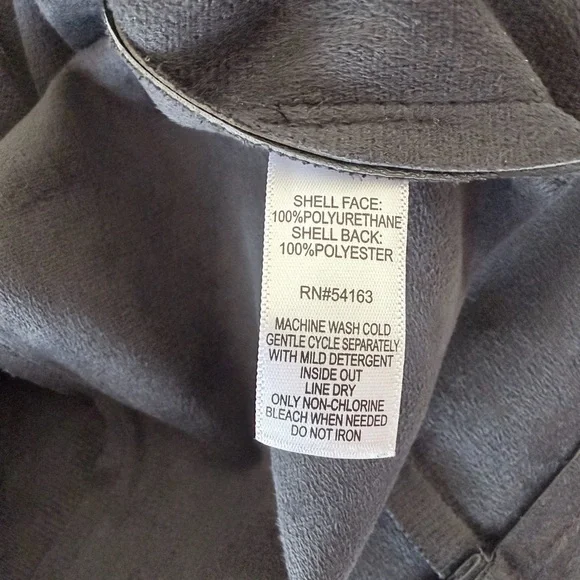 SHELL FACE:
100%POLYURETHANE
SHELL BACK:
100%POLYESTER
RN#54163
MACHINE WASH COLD
GENTLE CYCLE SEPARATELY
WITH MILD DETERGENT
INSIDE OUT
LINE DRY
ONLY NON-CHLORINE
BLEACH WHEN NEEDED
DO NOT IRON